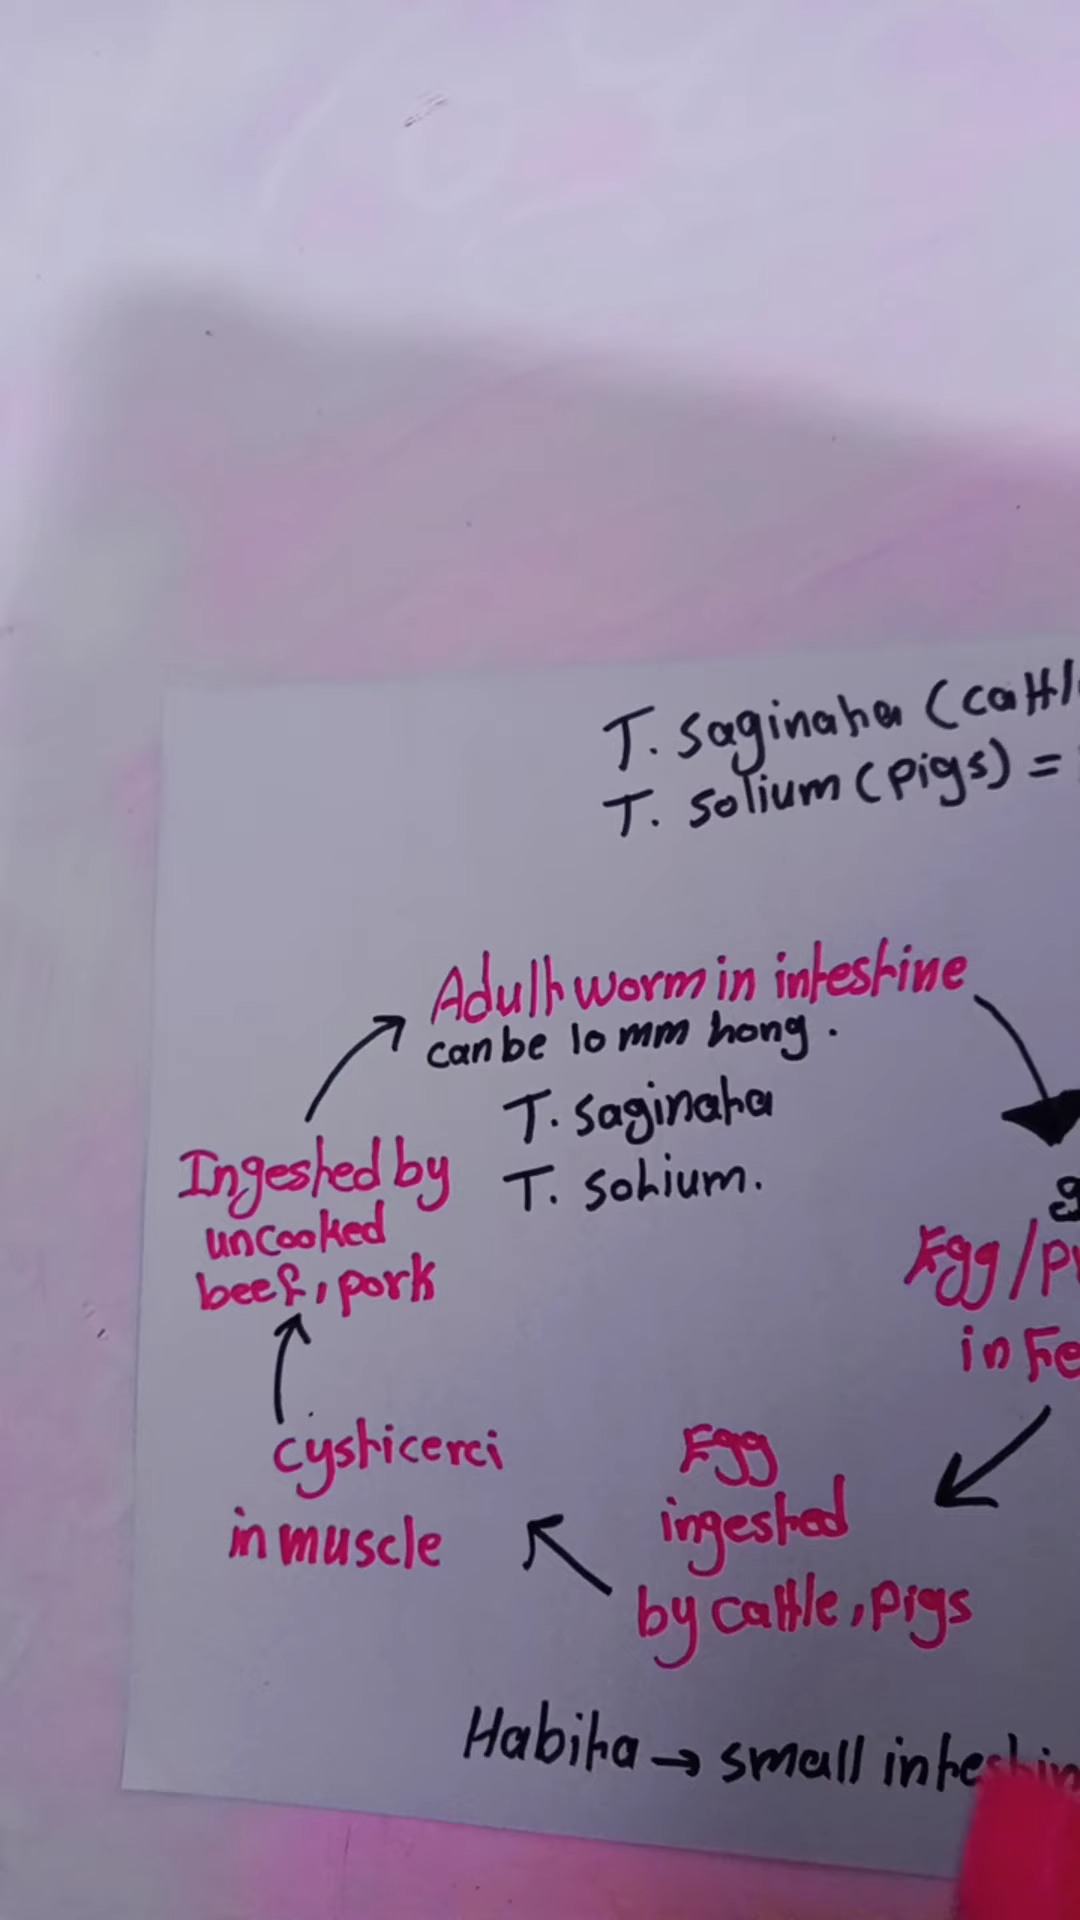 T. saginata (cattl
T. solium (pigs) =
Adult worm in intestine
can be 10 mm long.
T. saginata
T. solium.
Ingested by
uncooked
beef, pork
Egg/p
in Fe
cysticerci
in muscle
Egg
ingested
by cattle, pigs
Habita → small intestin